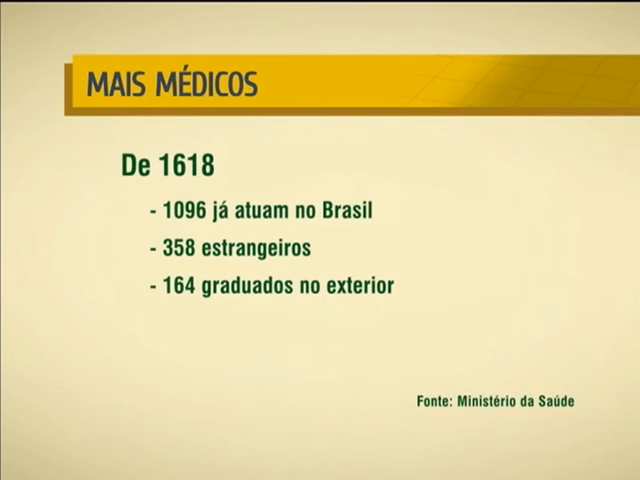 MAIS MÉDICOS
De 1618
- 1096 já atuam no Brasil
- 358 estrangeiros
- 164 graduados no exterior
Fonte: Ministério da Saúde